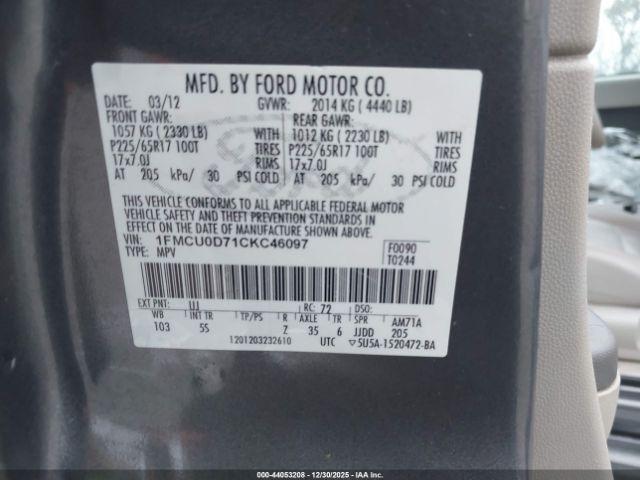 MFD. BY FORD MOTOR CO.
DATE: 03/12 GVWR: 2014 KG ( 4440 LB)
FRONT GAWR: REAR GAWR:
1057 KG ( 2330 LB) WITH 1012 KG ( 2230 LB) WITH
P225/65R17 100T TIRES P225/65R17 100T TIRES
17x7.0J RIMS 17x7.0J RIMS
AT 205 kPa/ 30 PSI COLD AT 205 kPa/ 30 PSI COLD
THIS VEHICLE CONFORMS TO ALL APPLICABLE FEDERAL MOTOR
VEHICLE SAFETY AND THEFT PREVENTION STANDARDS IN
EFFECT ON THE DATE OF MANUFACTURE SHOWN ABOVE.
VIN: 1FMCU0D71CKC46097 F0090
TYPE: MPV T0244
EXT PNT: UJ RC: 72 DSO:
WB INT TR TP/PS R AXLE TR SPR AM71A
103 5S Z 35 6 JJDD 205
1201203232610 UTC ▽5U5A-1520472-BA
IAA Stock #: 44053208 • 12/30/2025 • IAA, Inc.